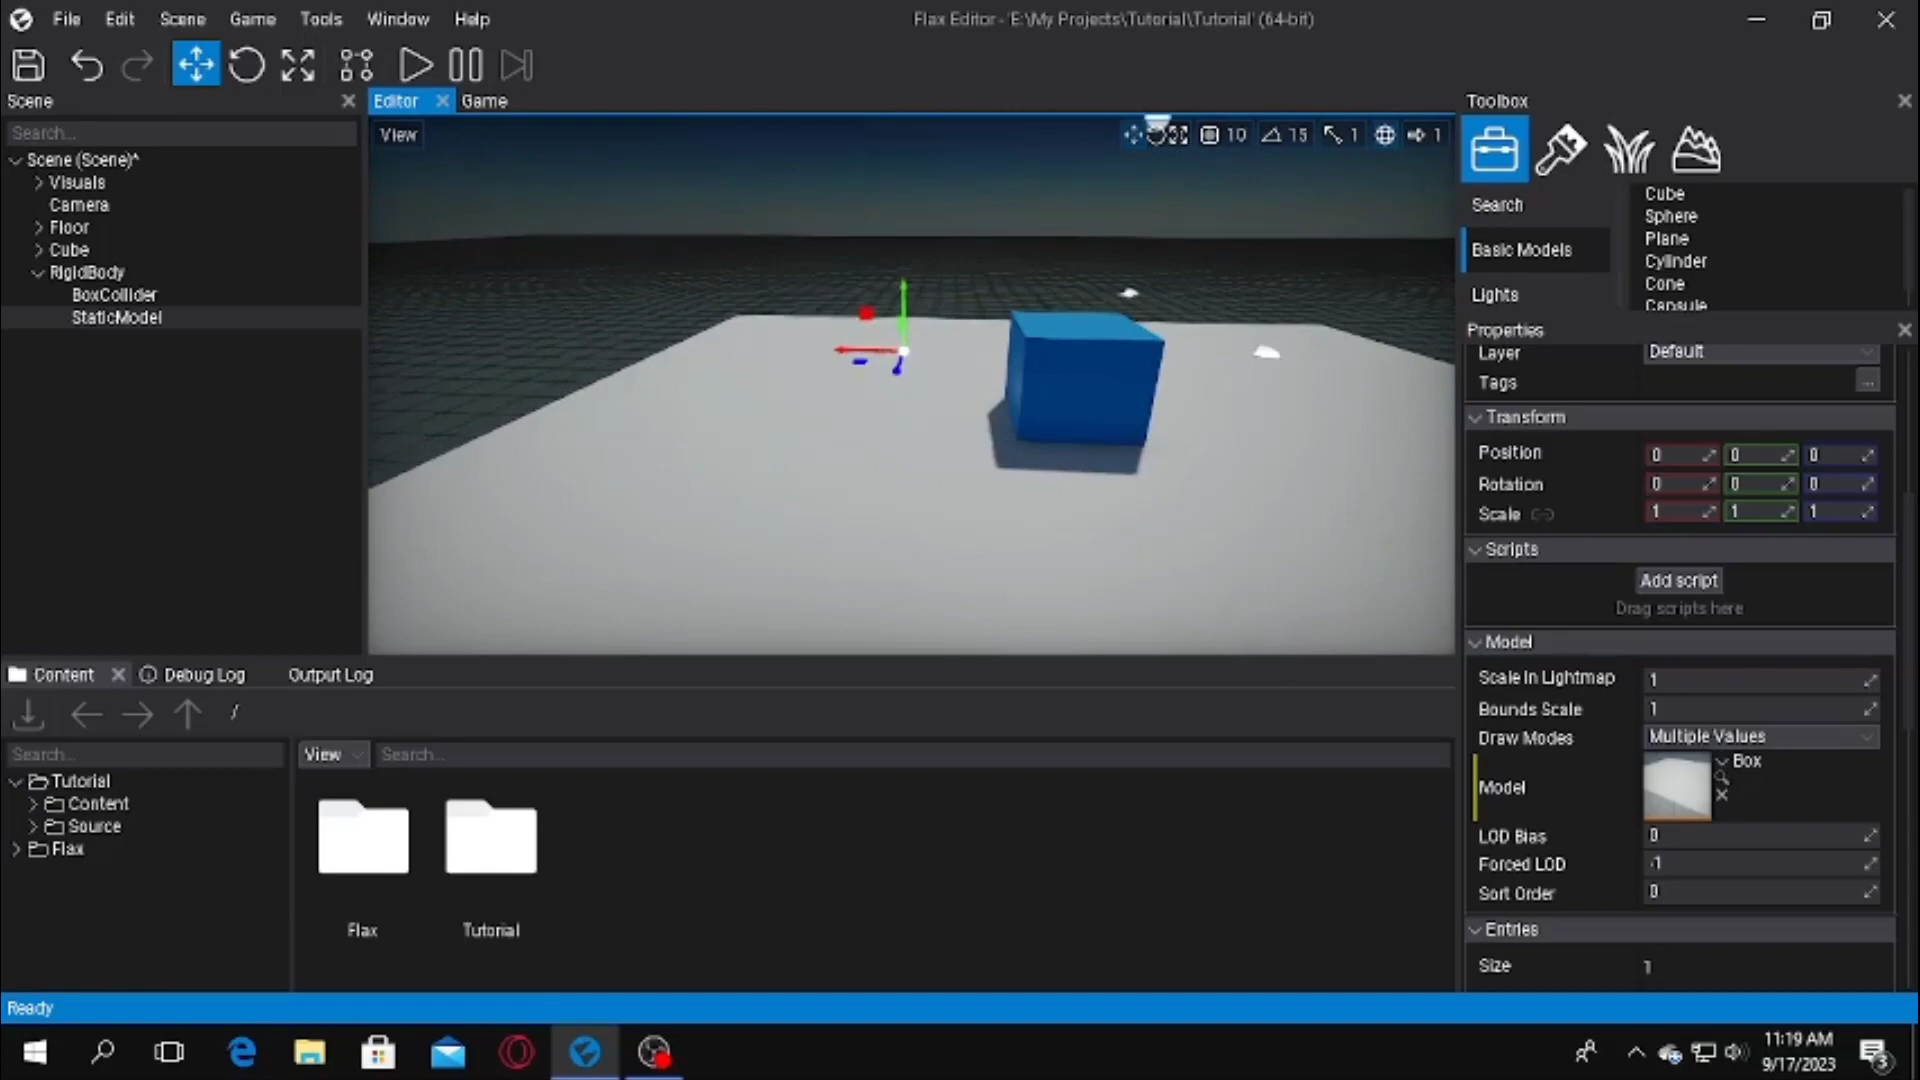 File Edit Scene Game Tools Window Help
Flax Editor - 'E:\My Projects\Tutorial\Tutorial' (64-bit)
Scene
Editor Game
Toolbox
Search...
View
10 15 1 1
Scene (Scene)*
Visuals
Camera
Floor
Cube
RigidBody
BoxCollider
StaticModel
Search
Basic Models
Lights
Cube
Sphere
Plane
Cylinder
Cone
Capsule
Properties
Layer Default
Tags ...
Transform
Position 0 0 0
Rotation 0 0 0
Scale 1 1 1
Scripts
Add script
Drag scripts here
Model
Scale In Lightmap 1
Bounds Scale 1
Draw Modes Multiple Values
Model Box
LOD Bias 0
Forced LOD -1
Sort Order 0
Entries
Size 1
Content Debug Log Output Log
/
Search...
View Search...
Tutorial
Content
Source
Flax
Flax Tutorial
Ready
11:19 AM
9/17/2023
3